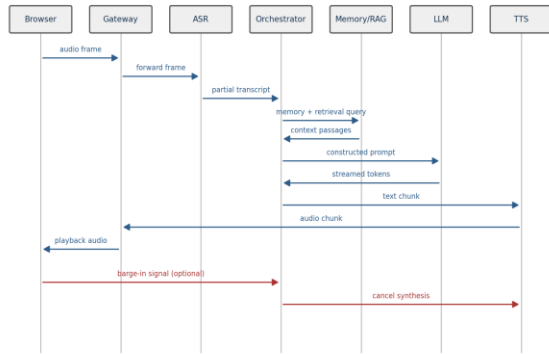 Browser
Gateway
ASR
Orchestrator
Memory/RAG
LLM
TTS
audio frame
forward frame
partial transcript
memory + retrieval query
context passages
constructed prompt
streamed tokens
text chunk
audio chunk
playback audio
barge-in signal (optional)
cancel synthesis